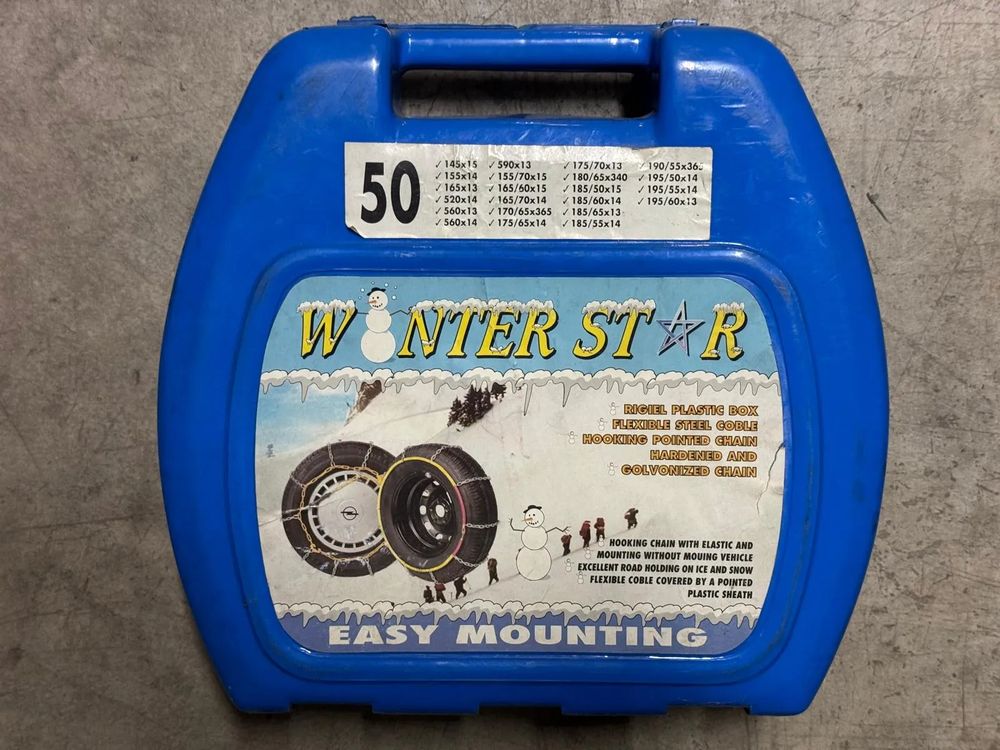 50
✓ 145x15 ✓ 590x13 ✓ 175/70x13 ✓ 190/55x365
✓ 155x14 ✓ 155/70x15 ✓ 180/65x340 ✓ 195/50x14
✓ 165x13 ✓ 165/60x15 ✓ 185/50x15 ✓ 195/55x14
✓ 520x14 ✓ 165/70x14 ✓ 185/60x14 ✓ 195/60x13
✓ 560x13 ✓ 170/65x365 ✓ 185/65x13
✓ 560x14 ✓ 175/65x14 ✓ 185/55x14
WINTER STAR
RIGIEL PLASTIC BOX
FLEXIBLE STEEL COBLE
HOOKING POINTED CHAIN
HARDENED AND
GOLVONIZED CHAIN
HOOKING CHAIN WITH ELASTIC AND
MOUNTING WITHOUT MOUING VEHICLE
EXCELLENT ROAD HOLDING ON ICE AND SNOW
FLEXIBLE COBLE COVERED BY A POINTED
PLASTIC SHEATH
EASY MOUNTING